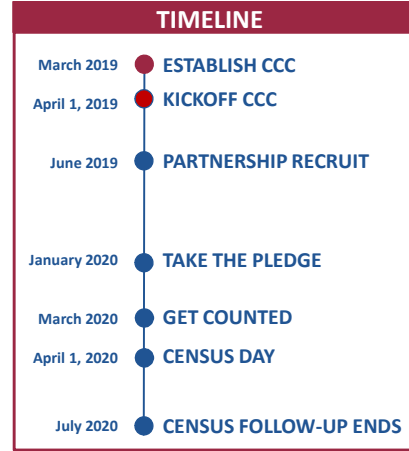 TIMELINE
March 2019 ESTABLISH CCC
April 1, 2019 KICKOFF CCC
June 2019 PARTNERSHIP RECRUIT
January 2020 TAKE THE PLEDGE
March 2020 GET COUNTED
April 1, 2020 CENSUS DAY
July 2020 CENSUS FOLLOW-UP ENDS